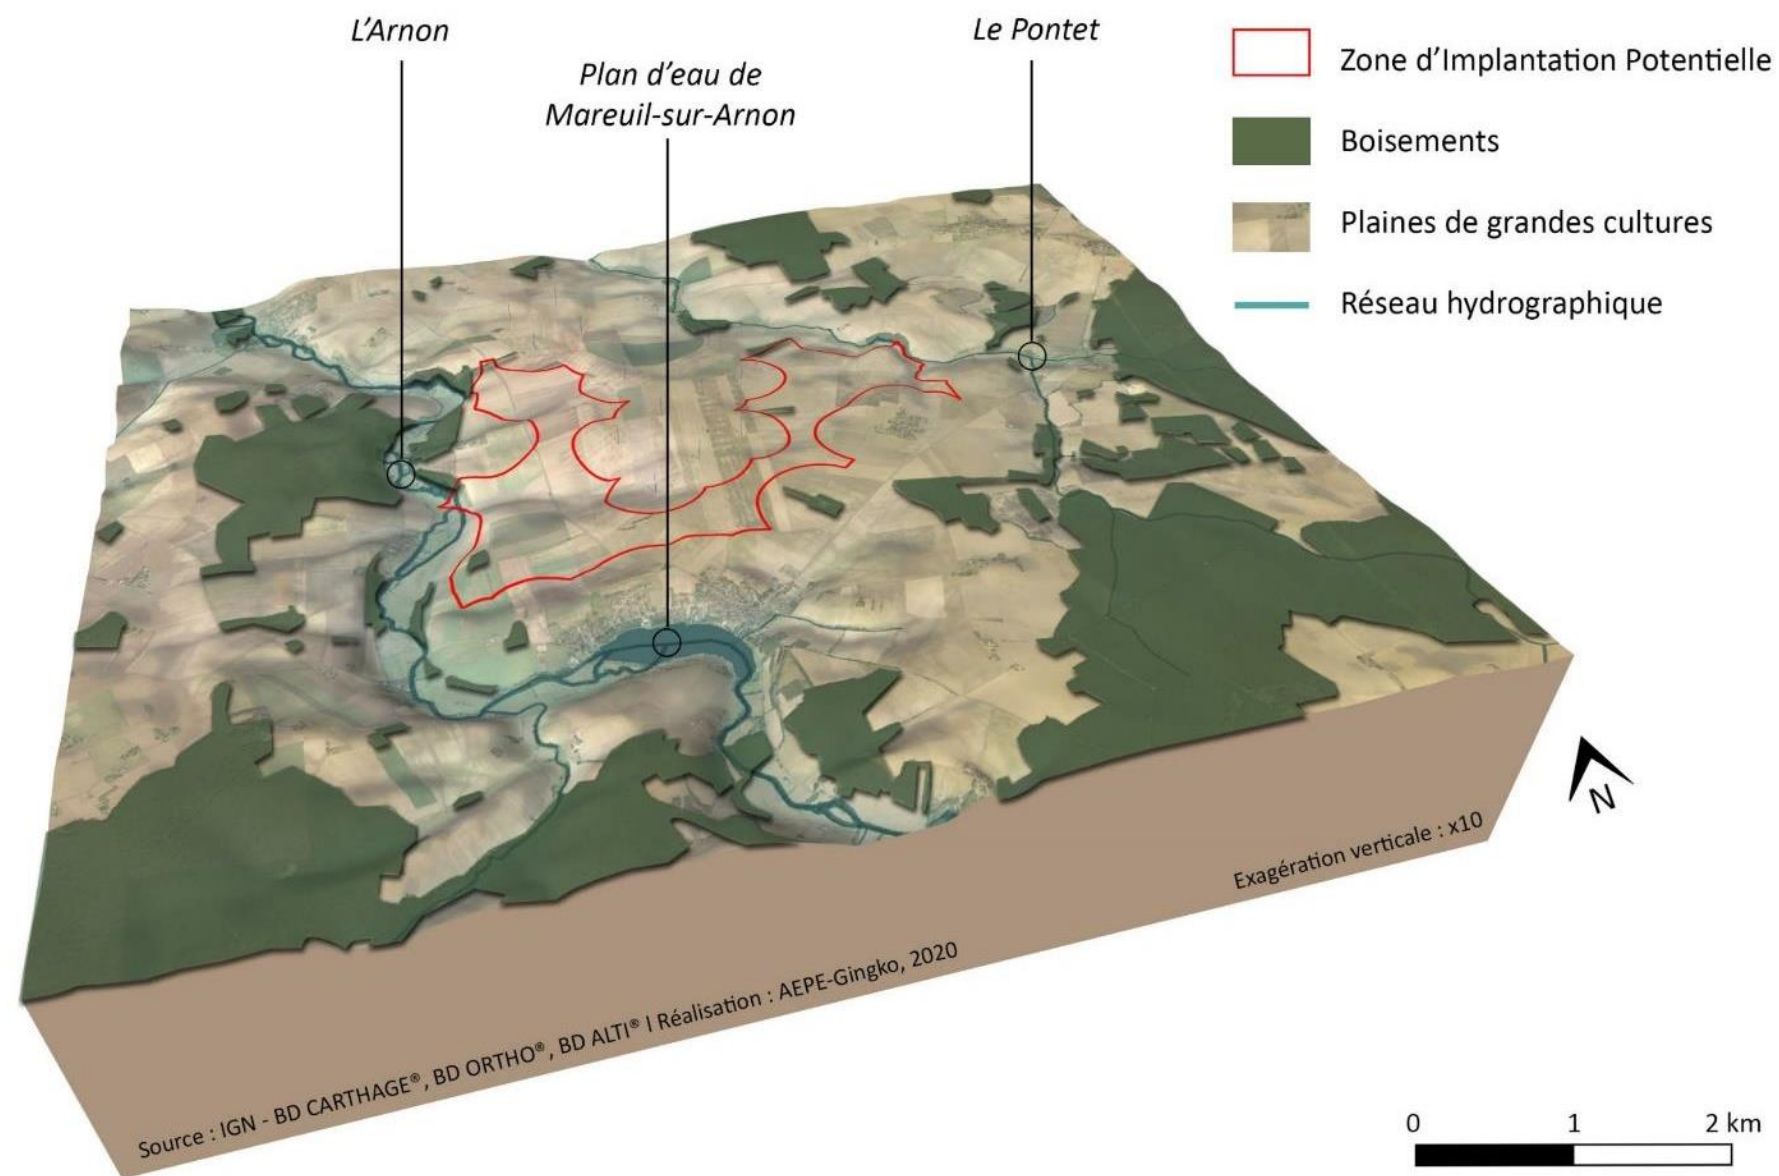 L'Arnon
Plan d'eau de
Mareuil-sur-Arnon
Le Pontet
Zone d'Implantation Potentielle
Boisements
Plaines de grandes cultures
Réseau hydrographique
N
Exagération verticale : x10
Source : IGN - BD CARTHAGE®, BD ORTHO®, BD ALTI® l Réalisation : AEPE-Gingko, 2020
0 1 2 km